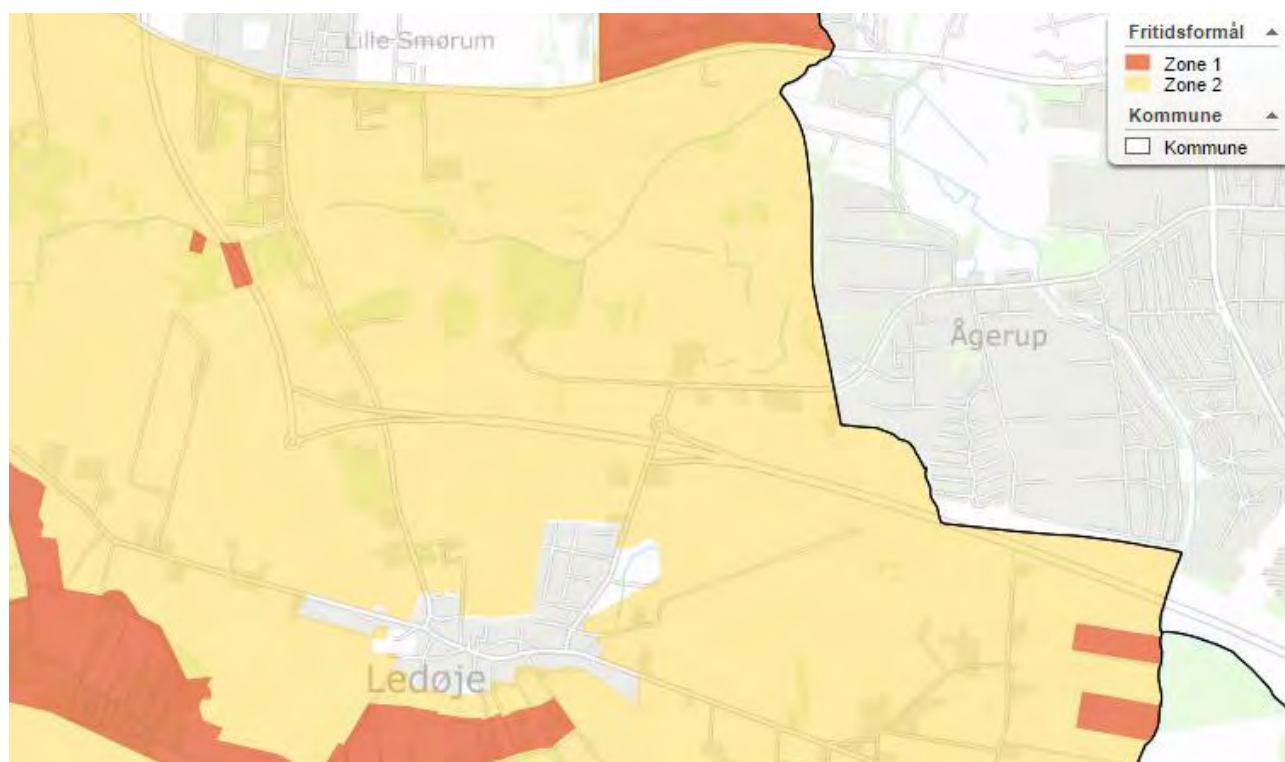 Lille Smørum
Fritidsformål
Zone 1
Zone 2
Kommune
Kommune
Ågerup
Ledøje